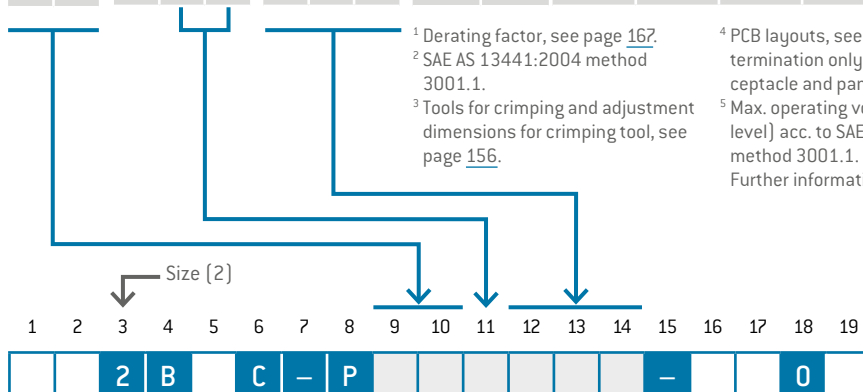 ¹ Derating factor, see page 167.
² SAE AS 13441:2004 method
3001.1.
³ Tools for crimping and adjustment
dimensions for crimping tool, see
page 156.
⁴ PCB layouts, see
termination only
ceptacle and par
⁵ Max. operating vo
level) acc. to SAE
method 3001.1.
Further informat
Size (2)
1 2 3 4 5 6 7 8 9 10 11 12 13 14 15 16 17 18 19
2 B C – P – 0